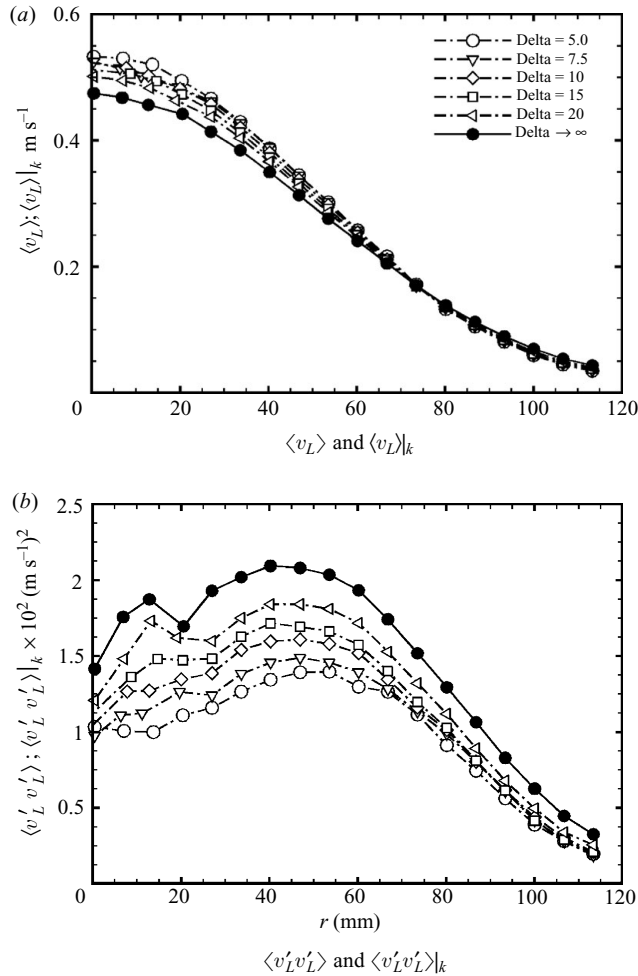 (a)
0.6
0.4
0.2
0
20
40
60
80
100
120
⟨v_L⟩; ⟨v_L⟩|_k m s⁻¹
Delta = 5.0
Delta = 7.5
Delta = 10
Delta = 15
Delta = 20
Delta → ∞
⟨v_L⟩ and ⟨v_L⟩|_k
(b)
2.5
2
1.5
1
0.5
0
20
40
60
80
100
120
⟨v′_L v′_L⟩; ⟨v′_L v′_L⟩|_k × 10² (m s⁻¹)²
r (mm)
⟨v′_L v′_L⟩ and ⟨v′_L v′_L⟩|_k